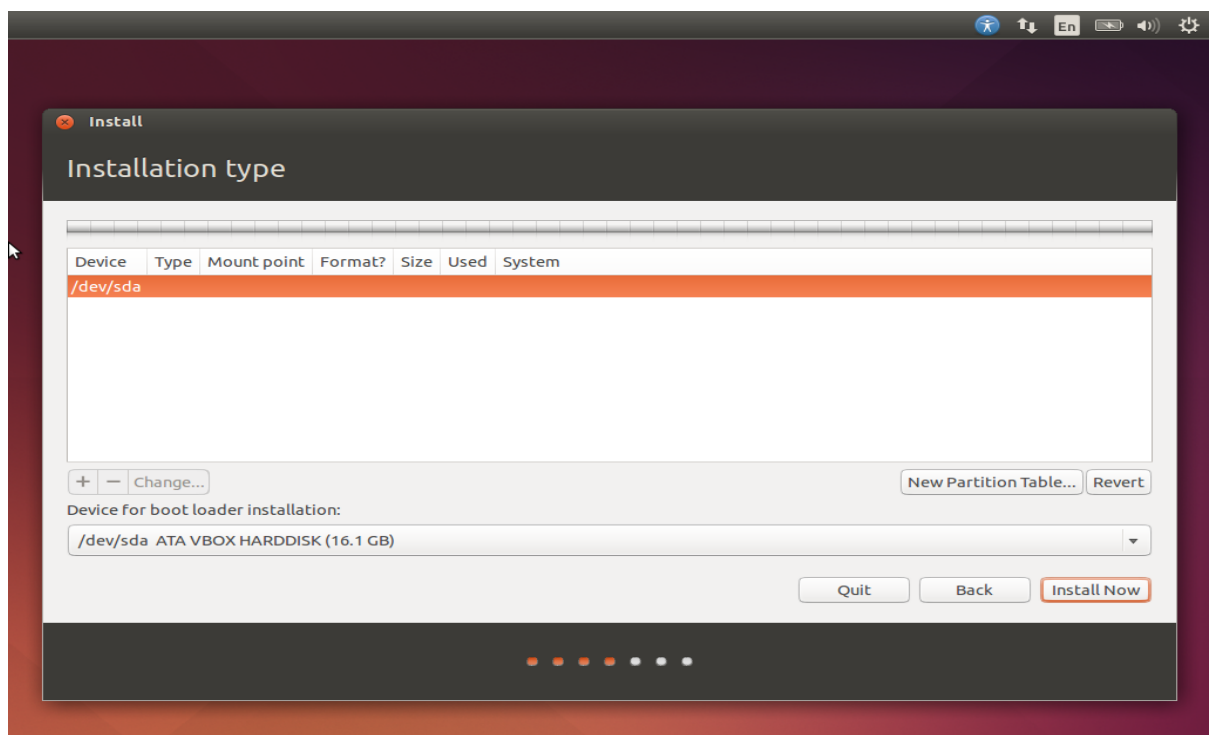 En
Install
Installation type
Device Type Mount point Format? Size Used System
/dev/sda
+ − Change... New Partition Table... Revert
Device for boot loader installation:
/dev/sda ATA VBOX HARDDISK (16.1 GB)
Quit Back Install Now